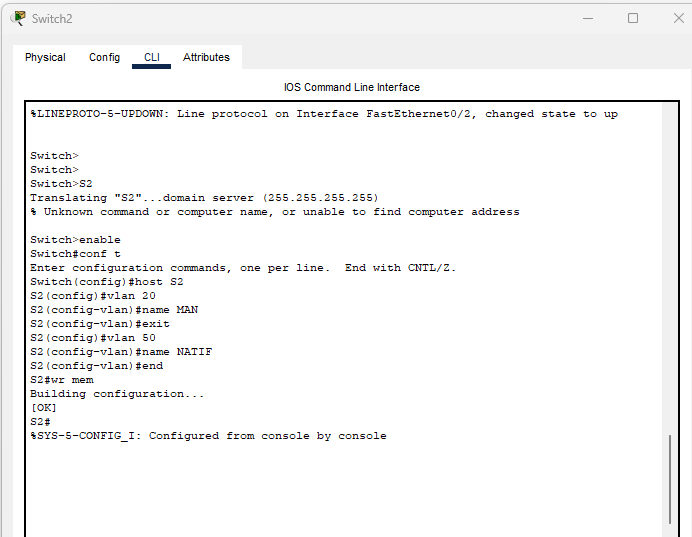 Switch2
Physical Config CLI Attributes
IOS Command Line Interface
%LINEPROTO-5-UPDOWN: Line protocol on Interface FastEthernet0/2, changed state to up
Switch>
Switch>
Switch>S2
Translating "S2"...domain server (255.255.255.255)
% Unknown command or computer name, or unable to find computer address
Switch>enable
Switch#conf t
Enter configuration commands, one per line.  End with CNTL/Z.
Switch(config)#host S2
S2(config)#vlan 20
S2(config-vlan)#name MAN
S2(config-vlan)#exit
S2(config)#vlan 50
S2(config-vlan)#name NATIF
S2(config-vlan)#end
S2#wr mem
Building configuration...
[OK]
S2#
%SYS-5-CONFIG_I: Configured from console by console